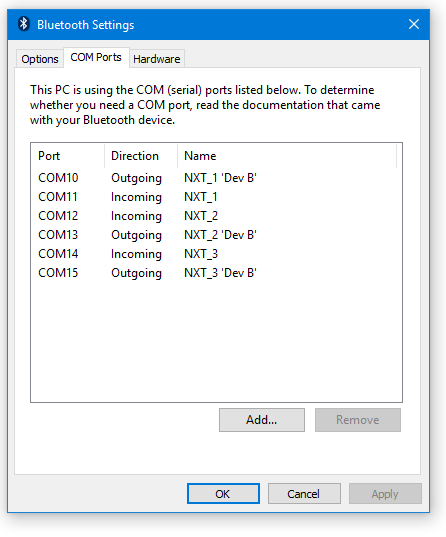 Bluetooth Settings
Options COM Ports Hardware
This PC is using the COM (serial) ports listed below. To determine
whether you need a COM port, read the documentation that came
with your Bluetooth device.
Port Direction Name
COM10 Outgoing NXT_1 'Dev B'
COM11 Incoming NXT_1
COM12 Incoming NXT_2
COM13 Outgoing NXT_2 'Dev B'
COM14 Incoming NXT_3
COM15 Outgoing NXT_3 'Dev B'
Add... Remove
OK Cancel Apply